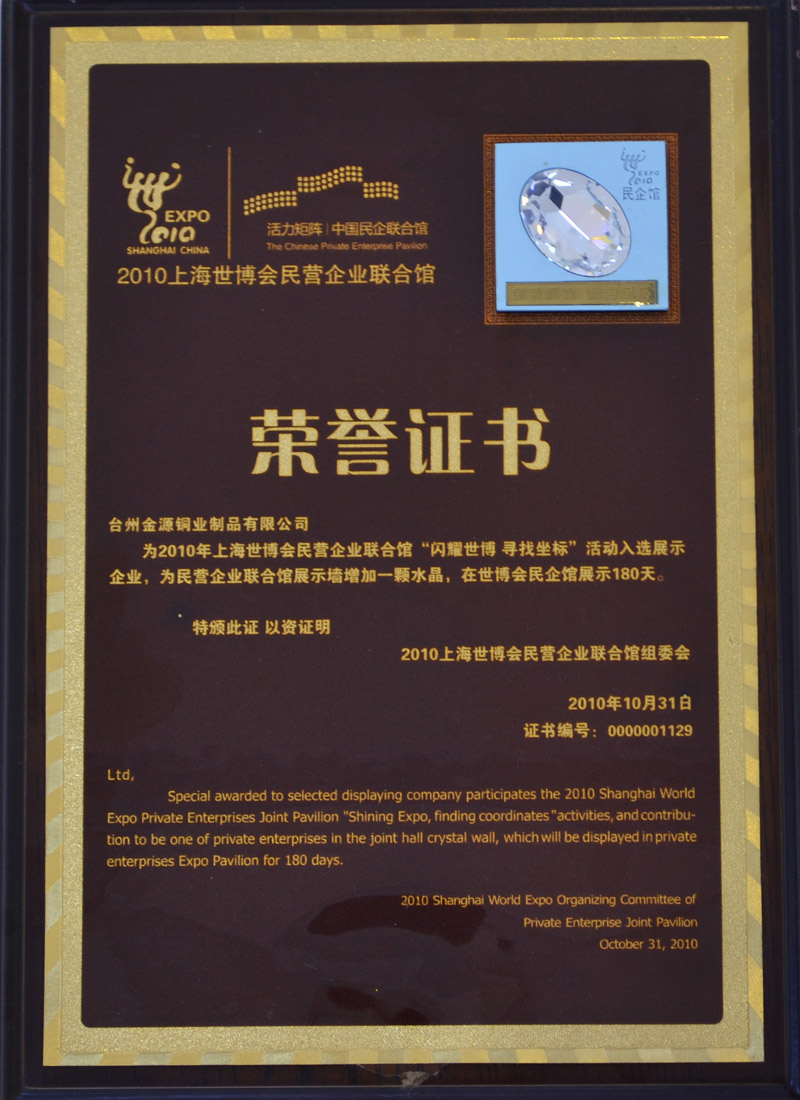 EXPO
2010
SHANGHAI CHINA
活力矩阵|中国民企联合馆
The Chinese Private Enterprise Pavilion
2010上海世博会民营企业联合馆
EXPO
2010
民企馆
荣誉证书
台州金源铜业制品有限公司
为2010年上海世博会民营企业联合馆“闪耀世博 寻找坐标”活动入选展示
企业，为民营企业联合馆展示墙增加一颗水晶，在世博会民企馆展示180天。
特颁此证 以资证明
2010上海世博会民营企业联合馆组委会
2010年10月31日
证书编号：0000001129
Ltd,
Special awarded to selected displaying company participates the 2010 Shanghai World
Expo Private Enterprises Joint Pavilion "Shining Expo, finding coordinates"activities, and contribu-
tion to be one of private enterprises in the joint hall crystal wall, which will be displayed in private
enterprises Expo Pavilion for 180 days.
2010 Shanghai World Expo Organizing Committee of
Private Enterprise Joint Pavilion
October 31, 2010